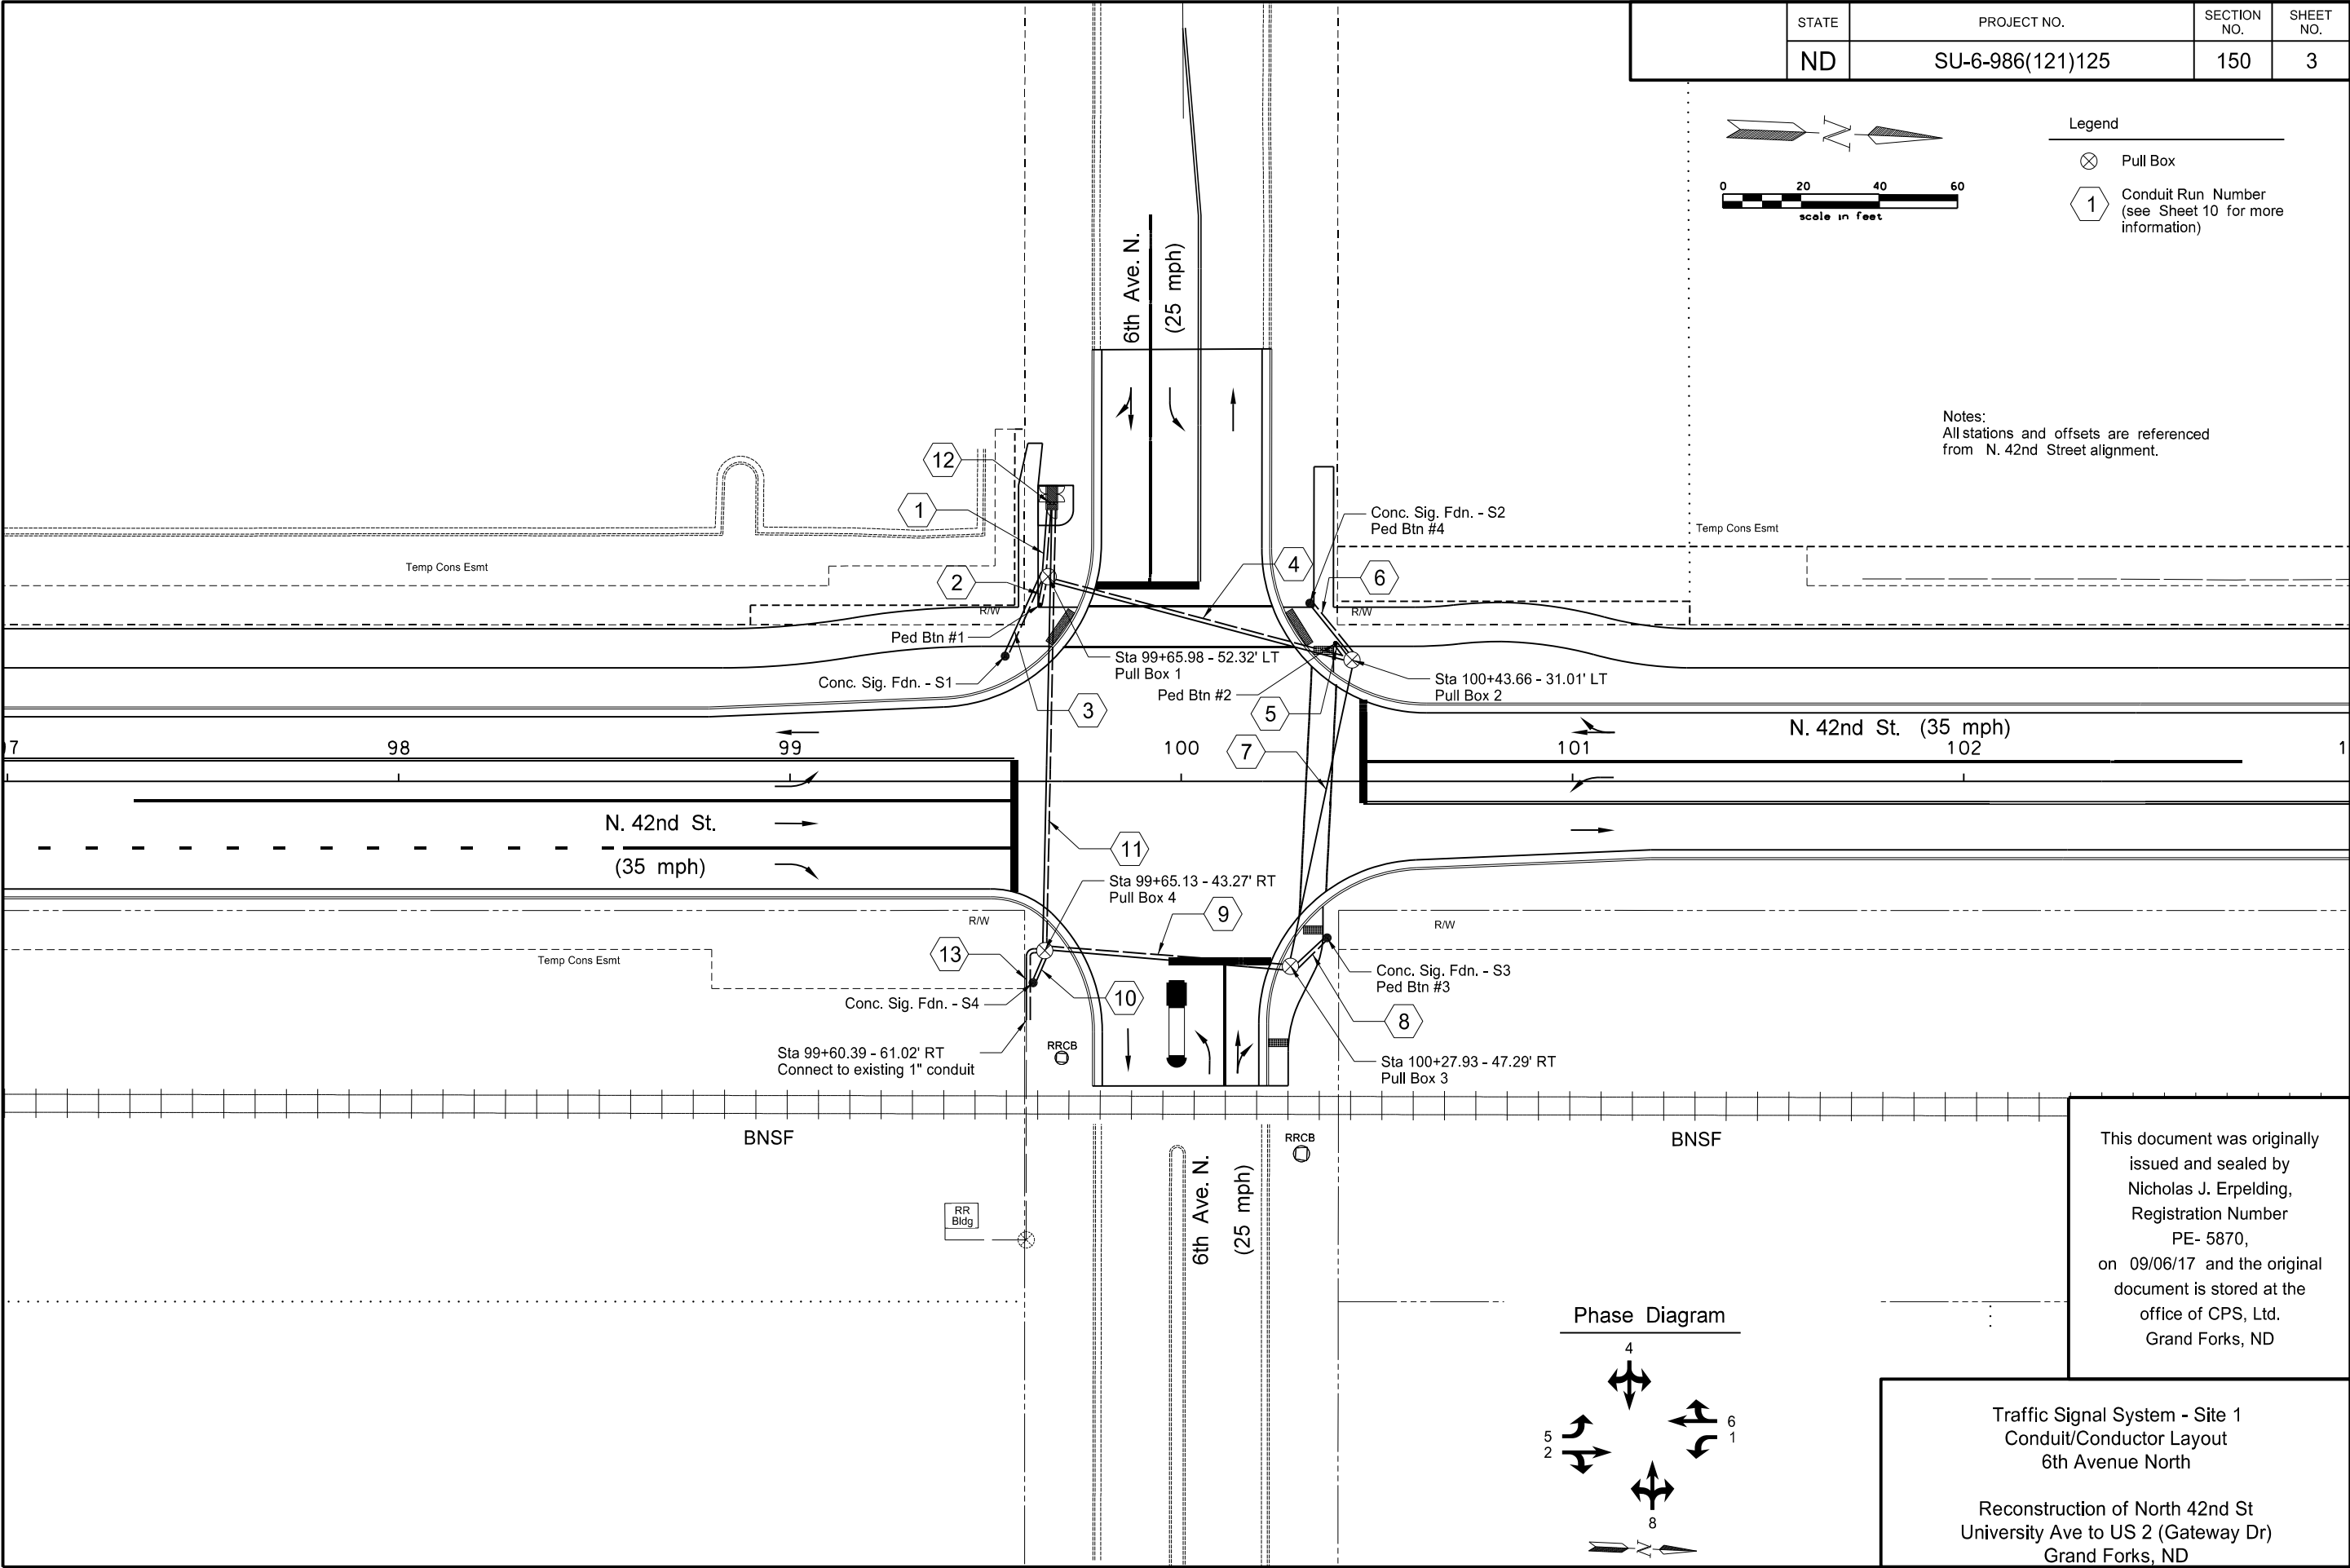 STATE
PROJECT NO.
SECTION
NO.
SHEET
NO.
ND
SU-6-986(121)125
150
3
N
Legend
Pull Box
1
Conduit Run Number
(see Sheet 10 for more
information)
0 20 40 60
scale in feet
6th Ave. N.
(25 mph)
Notes:
All stations and offsets are referenced
from N. 42nd Street alignment.
12
1
Conc. Sig. Fdn. - S2
Ped Btn #4
Temp Cons Esmt
Temp Cons Esmt
2
4
6
R/W
R/W
Ped Btn #1
Sta 99+65.98 - 52.32' LT
Pull Box 1
Conc. Sig. Fdn. - S1
Ped Btn #2
Sta 100+43.66 - 31.01' LT
Pull Box 2
3
5
N. 42nd St. (35 mph)
7
98
99
100
7
101
102
1
N. 42nd St.
(35 mph)
11
Sta 99+65.13 - 43.27' RT
Pull Box 4
9
R/W
R/W
Temp Cons Esmt
13
Conc. Sig. Fdn. - S3
Ped Btn #3
Conc. Sig. Fdn. - S4
10
8
Sta 99+60.39 - 61.02' RT
Connect to existing 1" conduit
RRCB
Sta 100+27.93 - 47.29' RT
Pull Box 3
BNSF
RRCB
BNSF
6th Ave. N.
(25 mph)
RR
Bldg
This document was originally
issued and sealed by
Nicholas J. Erpelding,
Registration Number
PE- 5870,
on 09/06/17 and the original
document is stored at the
office of CPS, Ltd.
Grand Forks, ND
Phase Diagram
4
5
2
6
1
8
N
Traffic Signal System - Site 1
Conduit/Conductor Layout
6th Avenue North
Reconstruction of North 42nd St
University Ave to US 2 (Gateway Dr)
Grand Forks, ND